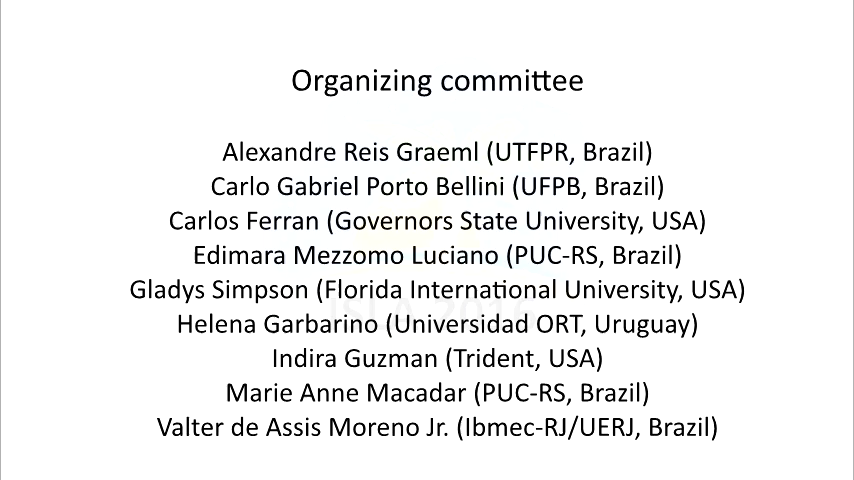 Organizing committee
Alexandre Reis Graeml (UTFPR, Brazil)
Carlo Gabriel Porto Bellini (UFPB, Brazil)
Carlos Ferran (Governors State University, USA)
Edimara Mezzomo Luciano (PUC-RS, Brazil)
Gladys Simpson (Florida International University, USA)
Helena Garbarino (Universidad ORT, Uruguay)
Indira Guzman (Trident, USA)
Marie Anne Macadar (PUC-RS, Brazil)
Valter de Assis Moreno Jr. (Ibmec-RJ/UERJ, Brazil)